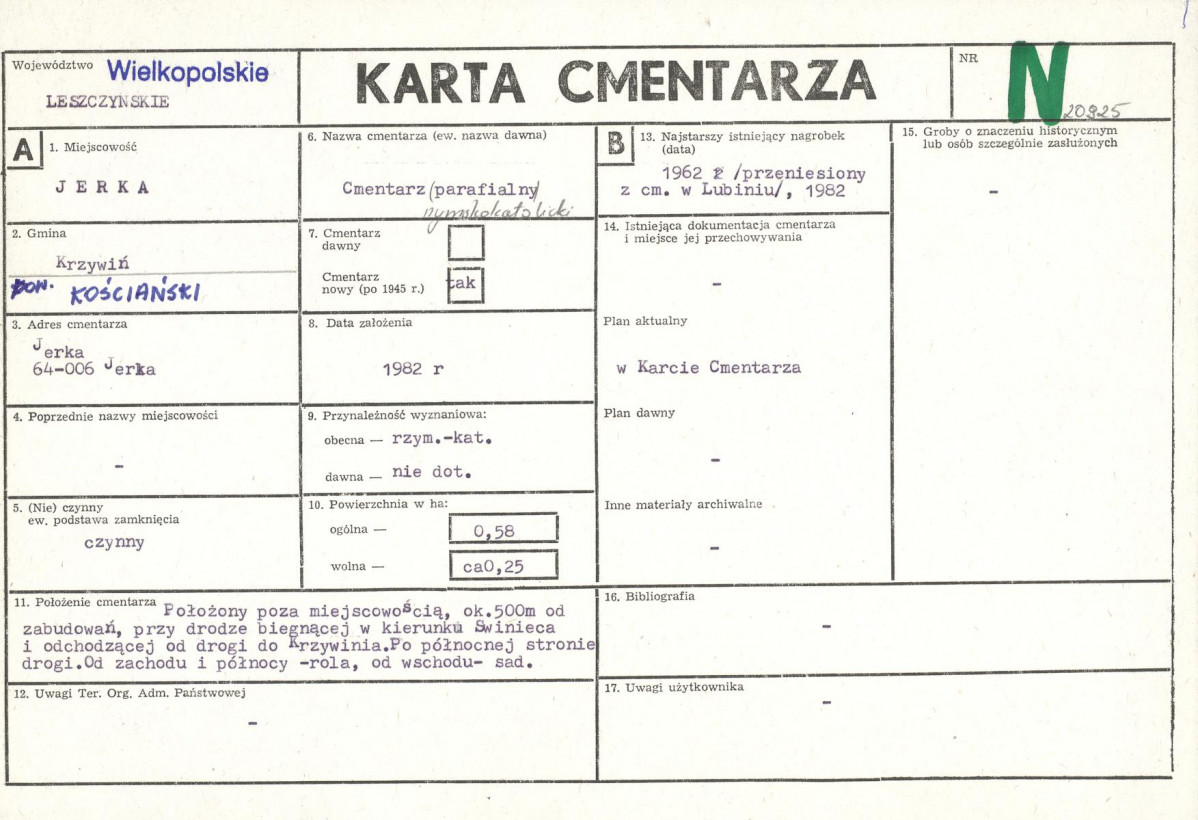 Województwo Wielkopolskie
LESZCZYŃSKIE
KARTA CMENTARZA
NR N 20925
A
1. Miejscowość
JERKA
2. Gmina
Krzywiń
pow. KOŚCIAŃSKI
3. Adres cmentarza
Jerka
64-006 Jerka
4. Poprzednie nazwy miejscowości
-
5. (Nie) czynny
ew. podstawa zamknięcia
czynny
6. Nazwa cmentarza (ew. nazwa dawna)
Cmentarz (parafialny)
rzymskokatolicki
7. Cmentarz
dawny
Cmentarz
nowy (po 1945 r.) tak
8. Data założenia
1982 r
9. Przynależność wyznaniowa:
obecna — rzym.-kat.
dawna — nie dot.
10. Powierzchnia w ha:
ogólna — 0,58
wolna — ca0,25
11. Położenie cmentarza Położony poza miejscowością, ok.500m od
zabudowań, przy drodze biegnącej w kierunku Swinieca
i odchodzącej od drogi do Krzywinia.Po północnej stronie
drogi.Od zachodu i północy -rola, od wschodu- sad.
12. Uwagi Ter. Org. Adm. Państwowej
-
B
13. Najstarszy istniejący nagrobek
(data)
1962 r /przeniesiony
z cm. w Lubiniu/, 1982
14. Istniejąca dokumentacja cmentarza
i miejsce jej przechowywania
-
Plan aktualny
w Karcie Cmentarza
Plan dawny
-
Inne materiały archiwalne
-
15. Groby o znaczeniu historycznym
lub osób szczególnie zasłużonych
-
16. Bibliografia
-
17. Uwagi użytkownika
-